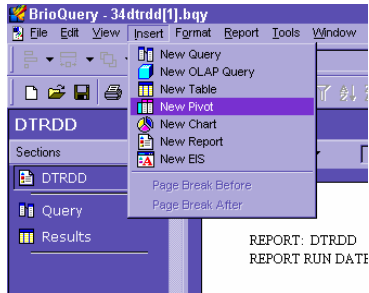 BrioQuery - 34dtrdd[1].bqy
File Edit View Insert Format Report Tools Window
New Query
New OLAP Query
New Table
New Pivot
New Chart
New Report
New EIS
Page Break Before
Page Break After
DTRDD
Sections
DTRDD
Query
Results
REPORT: DTRDD
REPORT RUN DATE